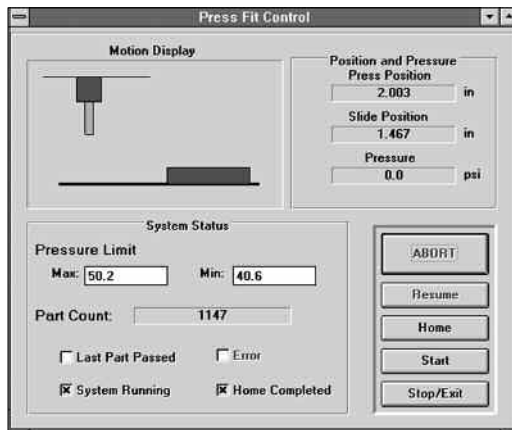 Press Fit Control
Motion Display
Position and Pressure
Press Position
2.003 in
Slide Position
1.467 in
Pressure
0.0 psi
System Status
Pressure Limit
Max: 50.2 Min: 40.6
Part Count: 1147
Last Part Passed Error
System Running Home Completed
ABORT
Resume
Home
Start
Stop/Exit